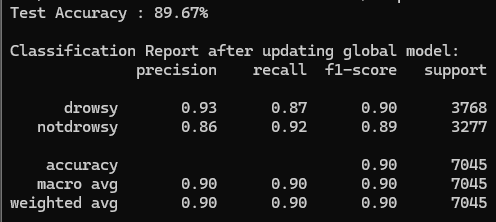 Test Accuracy : 89.67%
Classification Report after updating global model:
precision recall f1-score support
drowsy 0.93 0.87 0.90 3768
notdrowsy 0.86 0.92 0.89 3277
accuracy 0.90 7045
macro avg 0.90 0.90 0.90 7045
weighted avg 0.90 0.90 0.90 7045